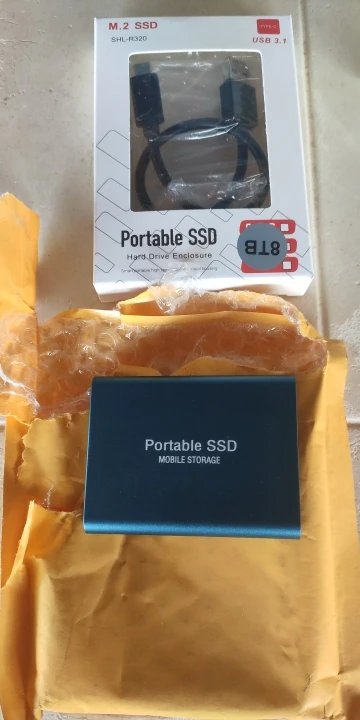 M.2 SSD
SHL-R320
USB 3.1
Portable SSD
Hard Drive Enclosure
8TB
Portable SSD
MOBILE STORAGE